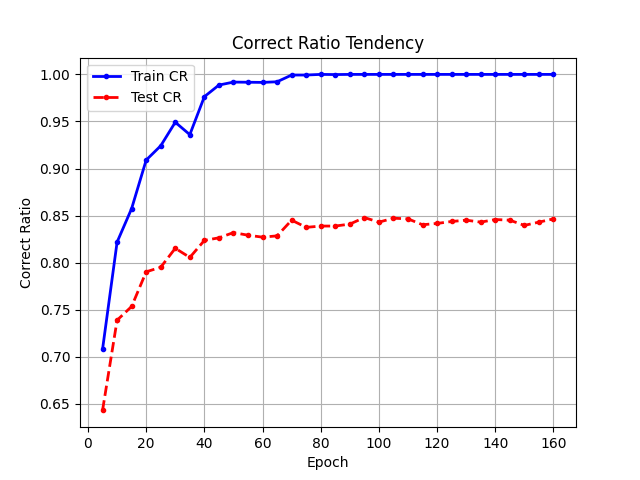 Correct Ratio Tendency
Train CR
Test CR
Correct Ratio
1.00
0.95
0.90
0.85
0.80
0.75
0.70
0.65
0 20 40 60 80 100 120 140 160
Epoch